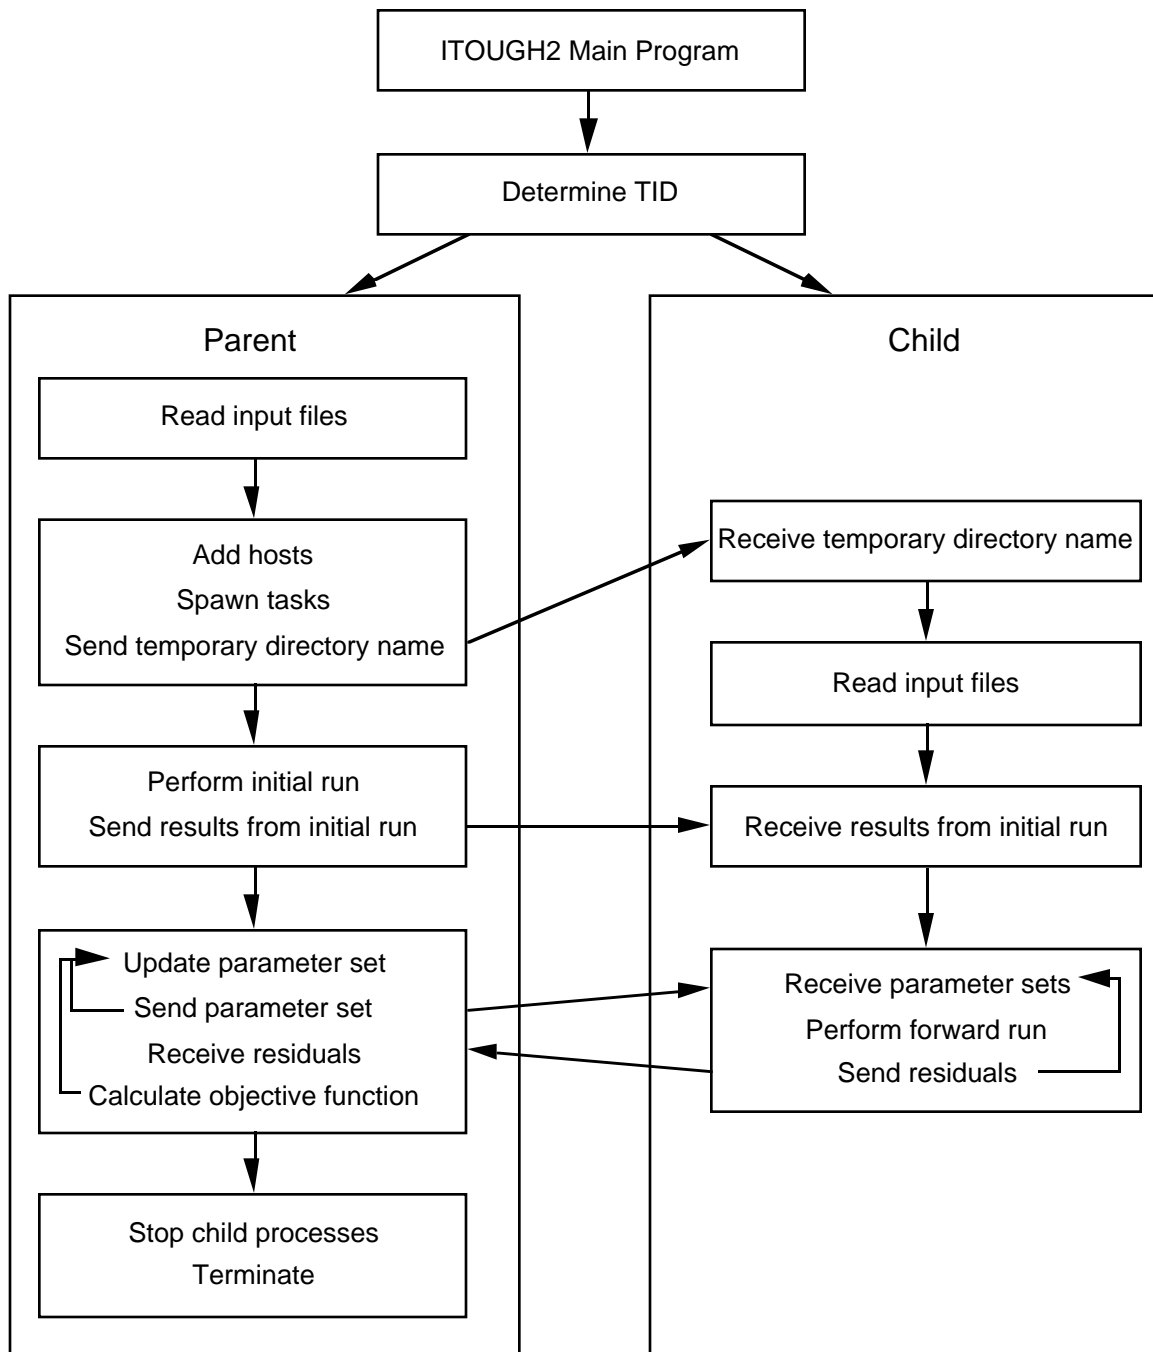 ITOUGH2 Main Program
Determine TID
Parent
Read input files
Add hosts
Spawn tasks
Send temporary directory name
Perform initial run
Send results from initial run
Update parameter set
Send parameter set
Receive residuals
Calculate objective function
Stop child processes
Terminate
Child
Receive temporary directory name
Read input files
Receive results from initial run
Receive parameter sets
Perform forward run
Send residuals